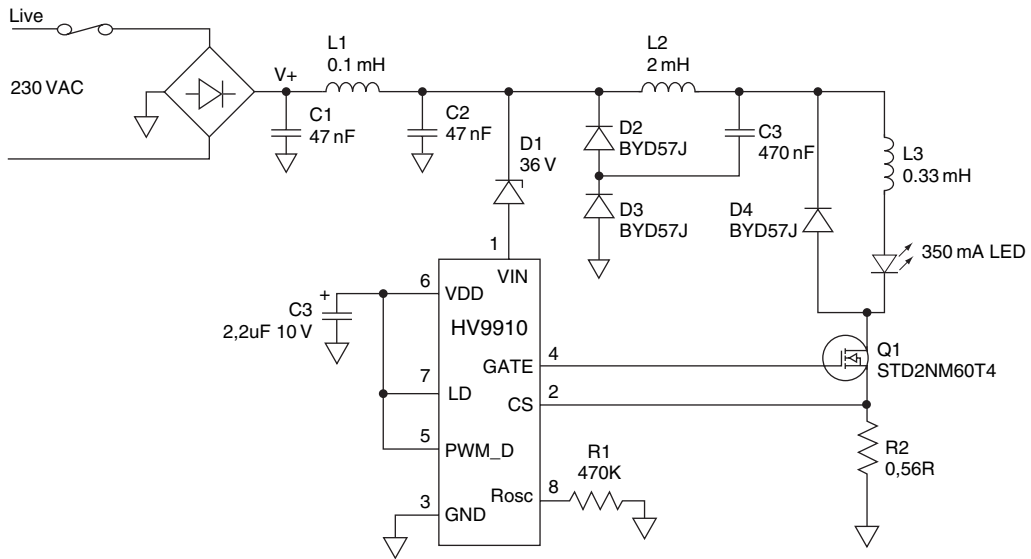 Live
230 VAC
V+
L1
0.1 mH
C1
47 nF
C2
47 nF
D1
36 V
L2
2 mH
D2
BYD57J
C3
470 nF
D3
BYD57J
D4
BYD57J
L3
0.33 mH
350 mA LED
1
VIN
6
VDD
HV9910
C3
+
2,2uF 10 V
GATE
4
7
LD
CS
2
5
PWM_D
Rosc
8
3
GND
R1
470K
Q1
STD2NM60T4
R2
0,56R